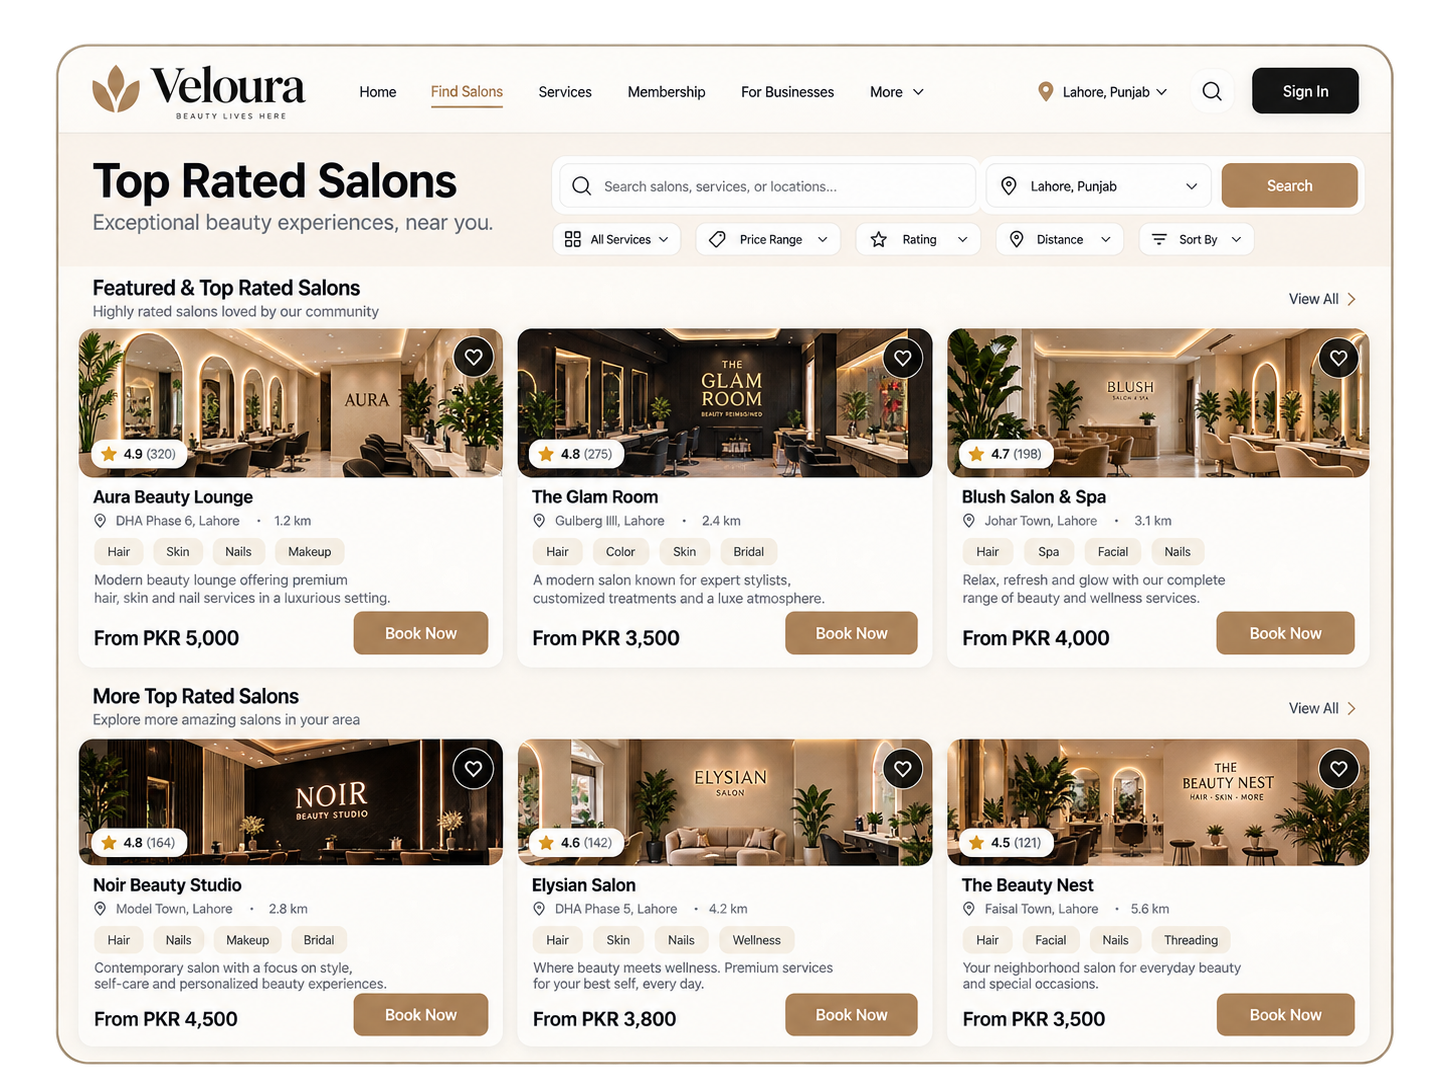 Veloura
BEAUTY LIVES HERE
Home
Find Salons
Services
Membership
For Businesses
More
Lahore, Punjab
Sign In
Top Rated Salons
Exceptional beauty experiences, near you.
Search salons, services, or locations...
Lahore, Punjab
Search
All Services
Price Range
Rating
Distance
Sort By
Featured & Top Rated Salons
Highly rated salons loved by our community
View All
AURA
4.9 (320)
Aura Beauty Lounge
DHA Phase 6, Lahore • 1.2 km
Hair
Skin
Nails
Makeup
Modern beauty lounge offering premium
hair, skin and nail services in a luxurious setting.
From PKR 5,000
Book Now
THE
GLAM
ROOM
BEAUTY REIMAGINED
4.8 (275)
The Glam Room
Gulberg IIII, Lahore • 2.4 km
Hair
Color
Skin
Bridal
A modern salon known for expert stylists,
customized treatments and a luxe atmosphere.
From PKR 3,500
Book Now
BLUSH
SALON & SPA
4.7 (198)
Blush Salon & Spa
Johar Town, Lahore • 3.1 km
Hair
Spa
Facial
Nails
Relax, refresh and glow with our complete
range of beauty and wellness services.
From PKR 4,000
Book Now
More Top Rated Salons
Explore more amazing salons in your area
View All
NOIR
BEAUTY STUDIO
4.8 (164)
Noir Beauty Studio
Model Town, Lahore • 2.8 km
Hair
Nails
Makeup
Bridal
Contemporary salon with a focus on style,
self-care and personalized beauty experiences.
From PKR 4,500
Book Now
ELYSIAN
SALON
4.6 (142)
Elysian Salon
DHA Phase 5, Lahore • 4.2 km
Hair
Skin
Nails
Wellness
Where beauty meets wellness. Premium services
for your best self, every day.
From PKR 3,800
Book Now
THE
BEAUTY NEST
HAIR • SKIN • MORE
4.5 (121)
The Beauty Nest
Faisal Town, Lahore • 5.6 km
Hair
Facial
Nails
Threading
Your neighborhond salon for everyday beauty
and special occasions.
From PKR 3,500
Book Now